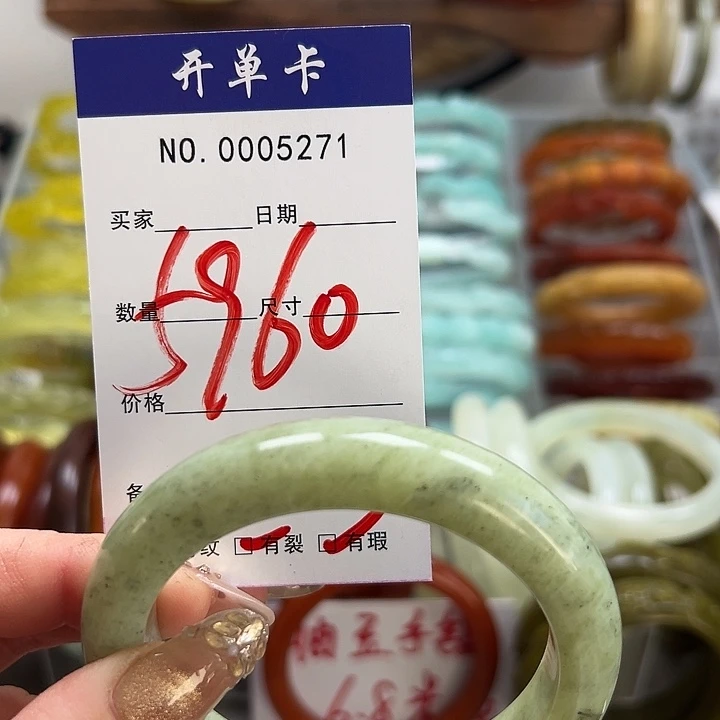 开单卡
NO. 0005271
买家 日期
5960
数量 尺寸
价格
纹 □有裂 □有瑕